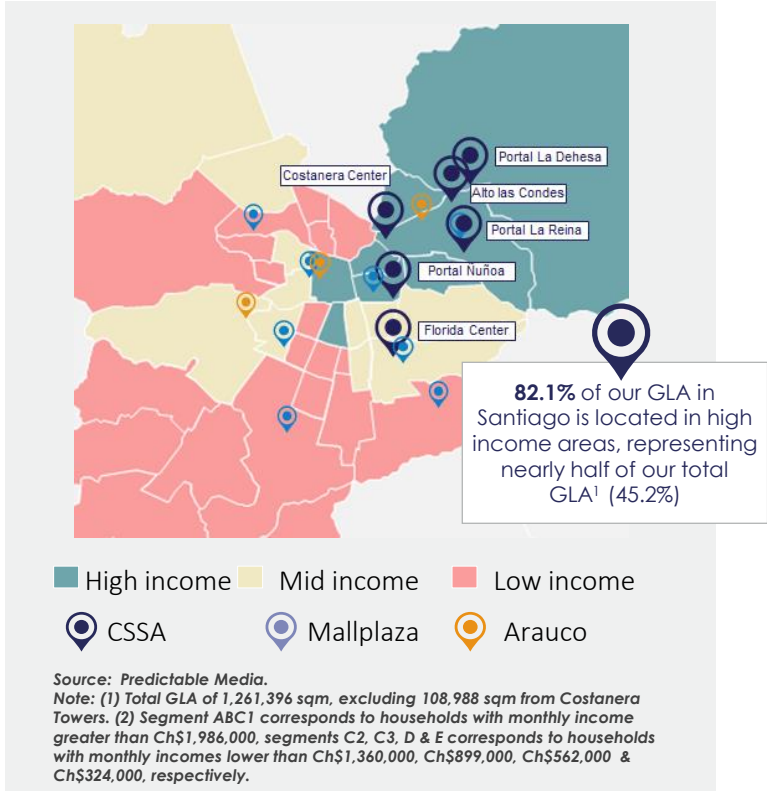 Portal La Dehesa
Costanera Center
Alto las Condes
Portal La Reina
Portal Ñuñoa
Florida Center
82.1% of our GLA in
Santiago is located in high
income areas, representing
nearly half of our total
GLA¹ (45.2%)
High income Mid income Low income
CSSA Mallplaza Arauco
Source: Predictable Media.
Note: (1) Total GLA of 1,261,396 sqm, excluding 108,988 sqm from Costanera
Towers. (2) Segment ABC1 corresponds to households with monthly income
greater than Ch$1,986,000, segments C2, C3, D & E corresponds to households
with monthly incomes lower than Ch$1,360,000, Ch$899,000, Ch$562,000 &
Ch$324,000, respectively.